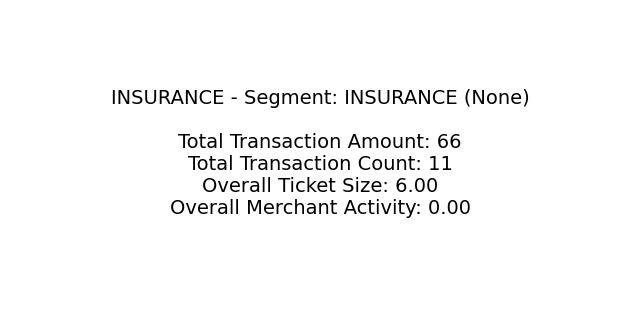 INSURANCE - Segment: INSURANCE (None)
Total Transaction Amount: 66
Total Transaction Count: 11
Overall Ticket Size: 6.00
Overall Merchant Activity: 0.00